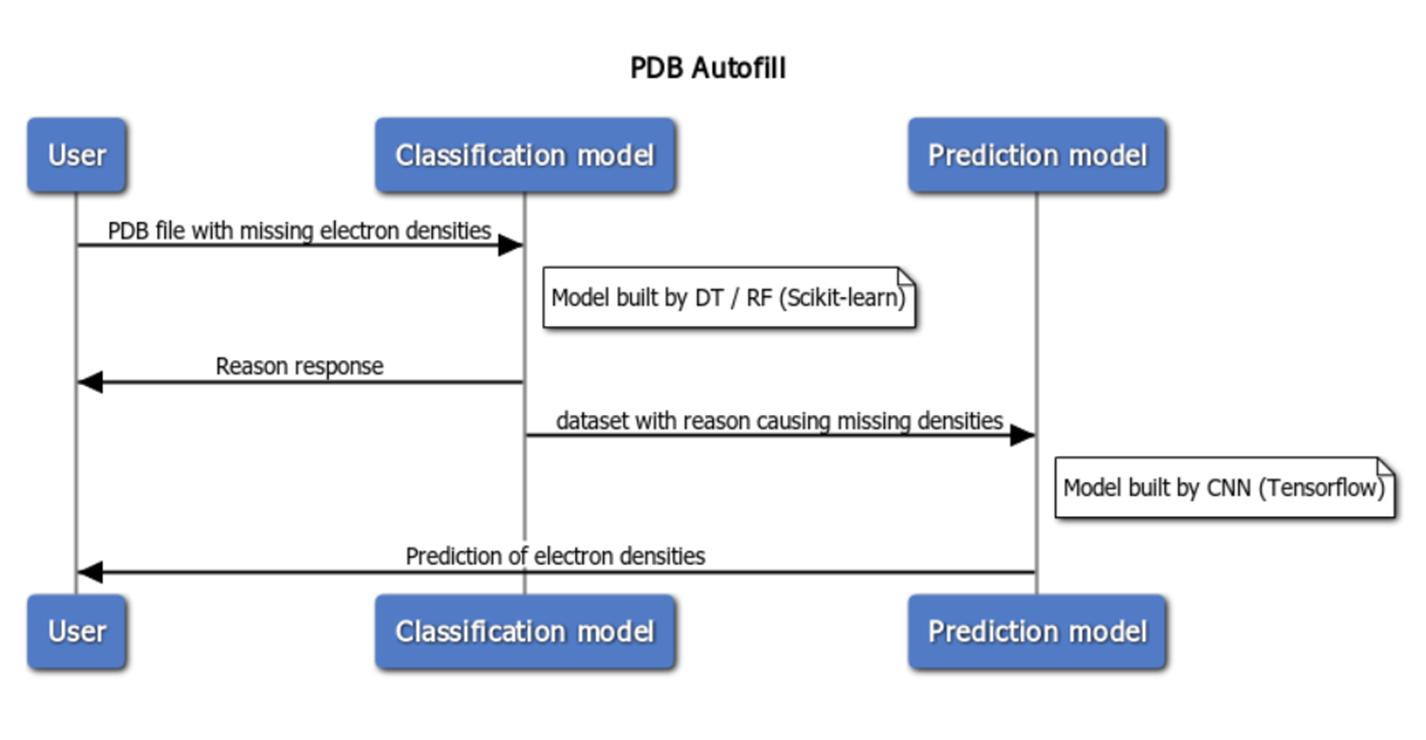 PDB Autofill
User
Classification model
Prediction model
PDB file with missing electron densities
Model built by DT / RF (Scikit-learn)
Reason response
dataset with reason causing missing densities
Model built by CNN (Tensorflow)
Prediction of electron densities
User
Classification model
Prediction model